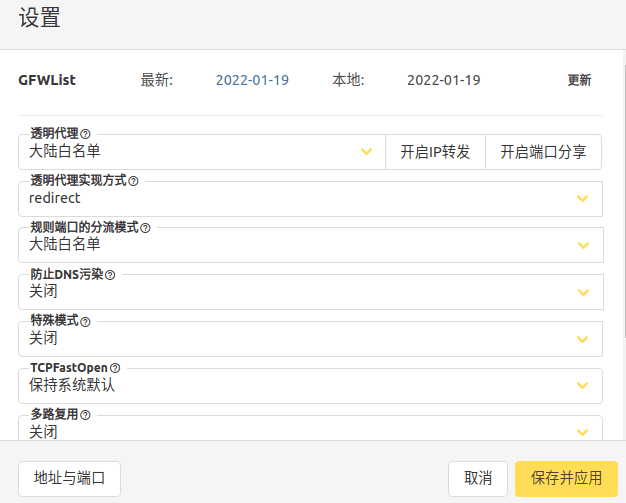 设置
GFWList 最新: 2022-01-19 本地: 2022-01-19 更新
透明代理
大陆白名单 开启IP转发 开启端口分享
透明代理实现方式
redirect
规则端口的分流模式
大陆白名单
防止DNS污染
关闭
特殊模式
关闭
TCPFastOpen
保持系统默认
多路复用
关闭
地址与端口 取消 保存并应用